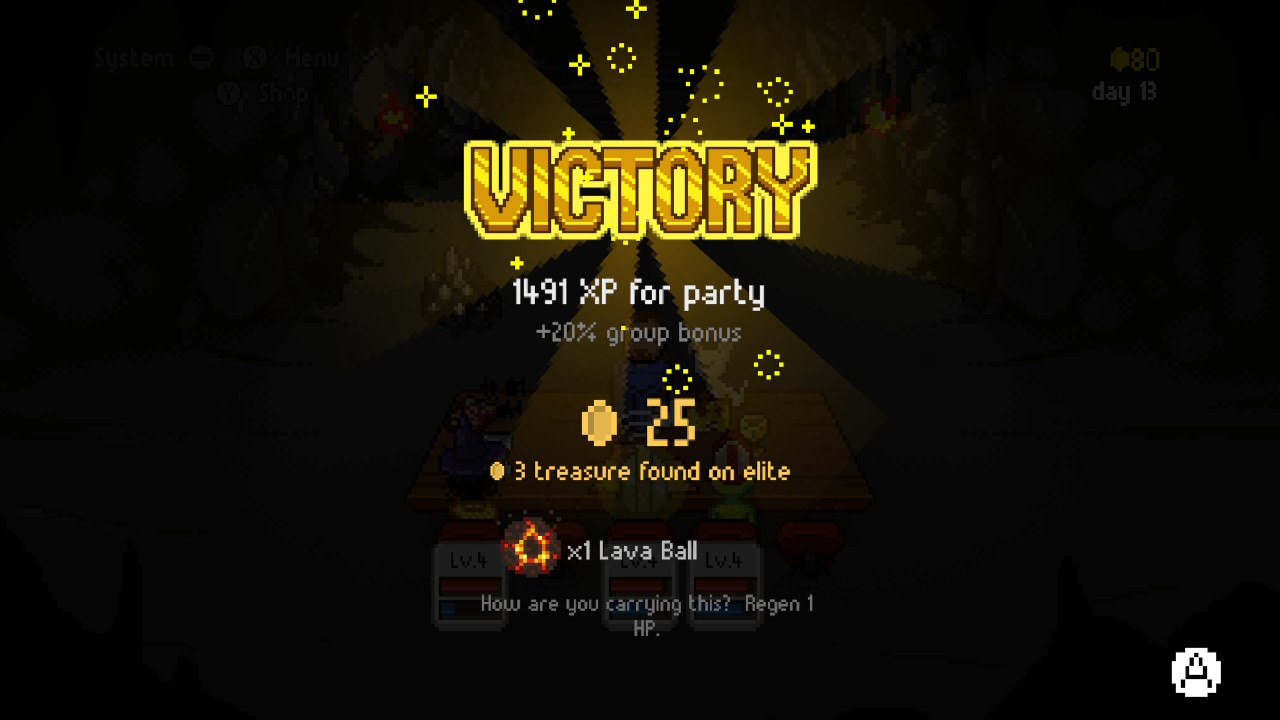 System Menu
Shop
80
day 13
VICTORY
1491 XP for party
+20% group bonus
25
3 treasure found on elite
x1 Lava Ball
Lv.4 Lv.4 Lv.4
How are you carrying this? Regen 1
HP.
A